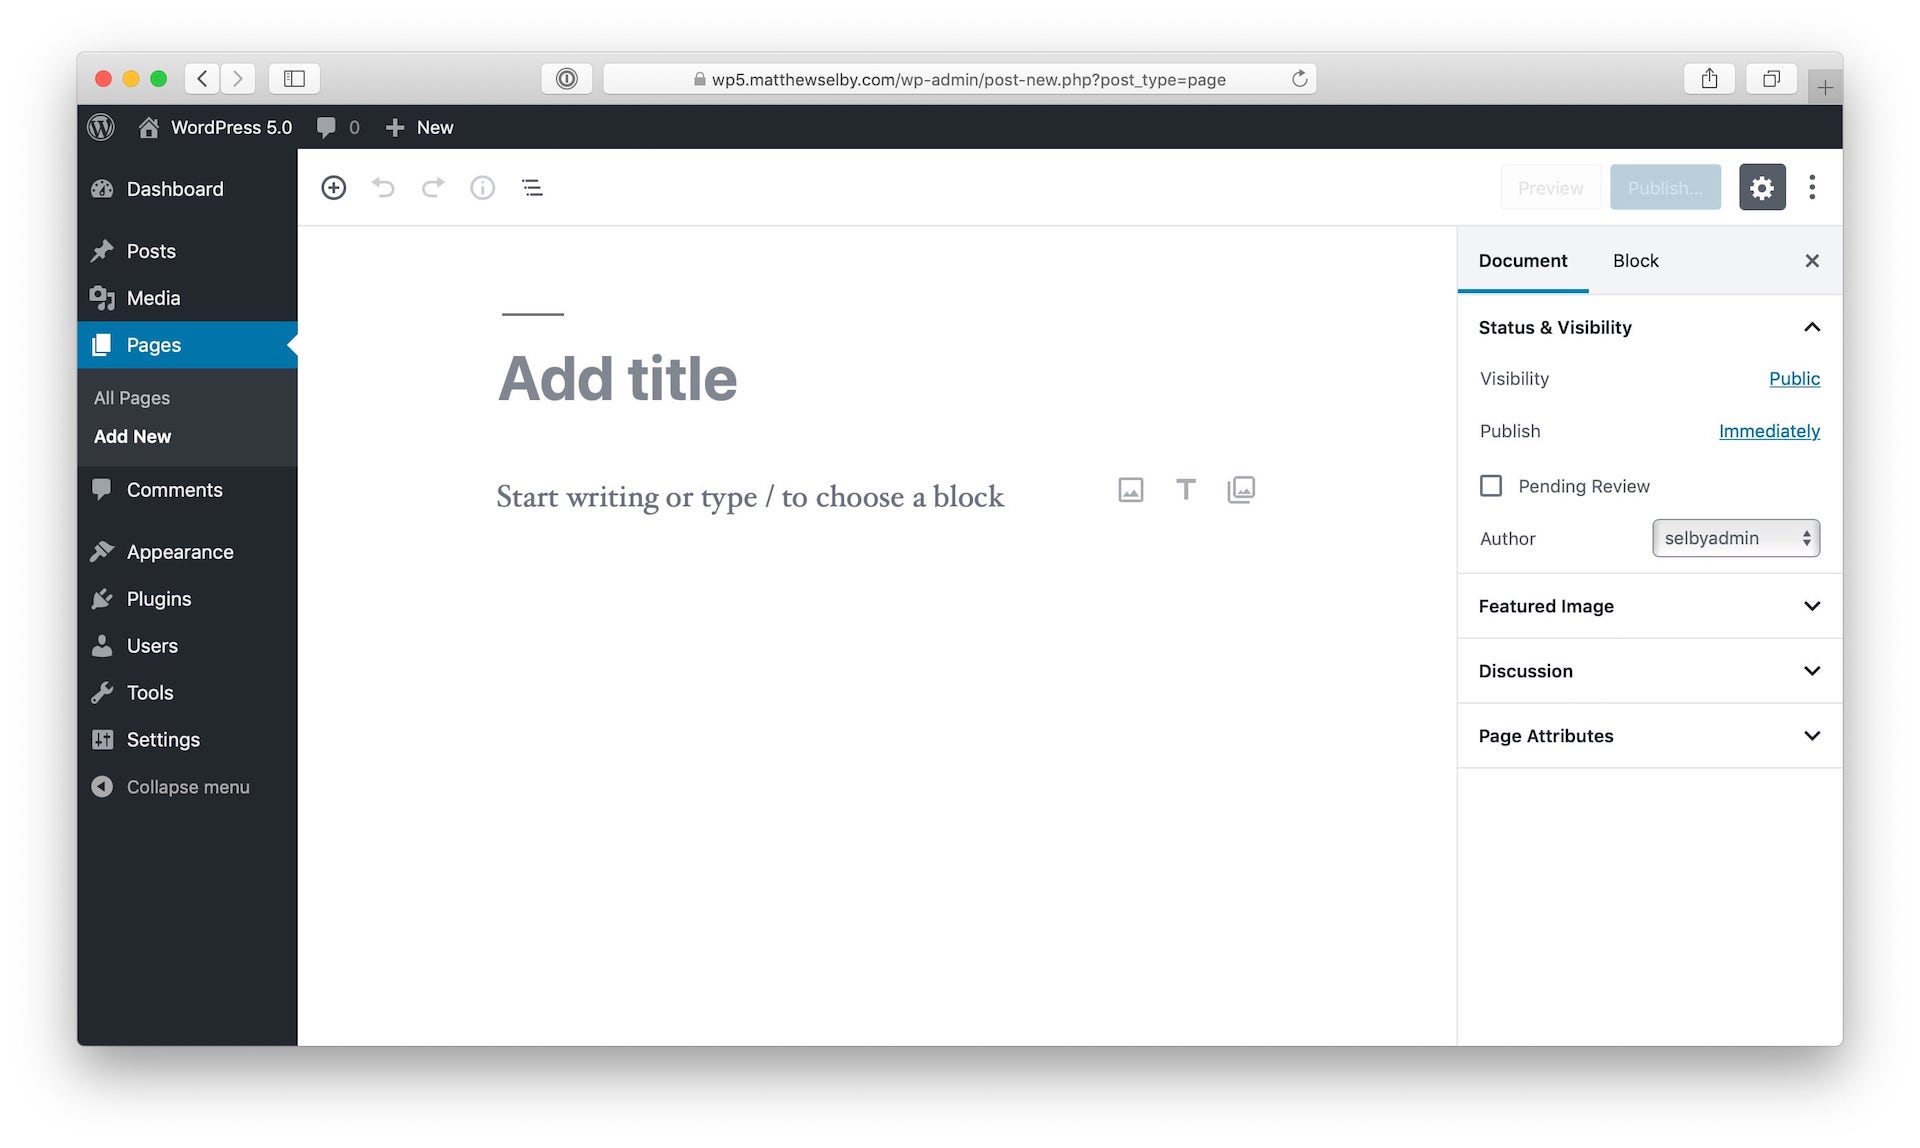 wp5.matthewselby.com/wp-admin/post-new.php?post_type=page
WordPress 5.0 0 New
Dashboard
Posts
Media
Pages
All Pages
Add New
Comments
Appearance
Plugins
Users
Tools
Settings
Collapse menu
Preview Publish...
Add title
Start writing or type / to choose a block
Document Block
Status & Visibility
Visibility Public
Publish Immediately
Pending Review
Author selbyadmin
Featured Image
Discussion
Page Attributes